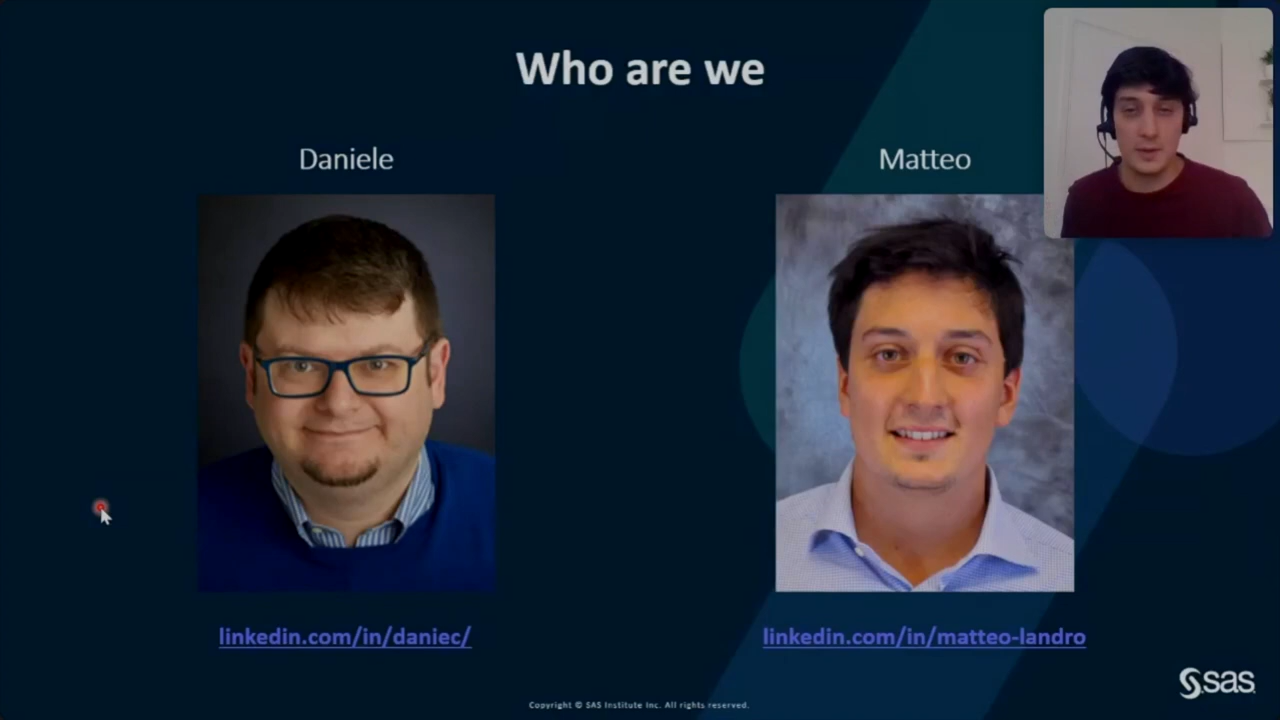 Who are we
Daniele
Matteo
linkedin.com/in/daniec/
linkedin.com/in/matteo-landro
sas
Copyright © SAS Institute Inc. All rights reserved.